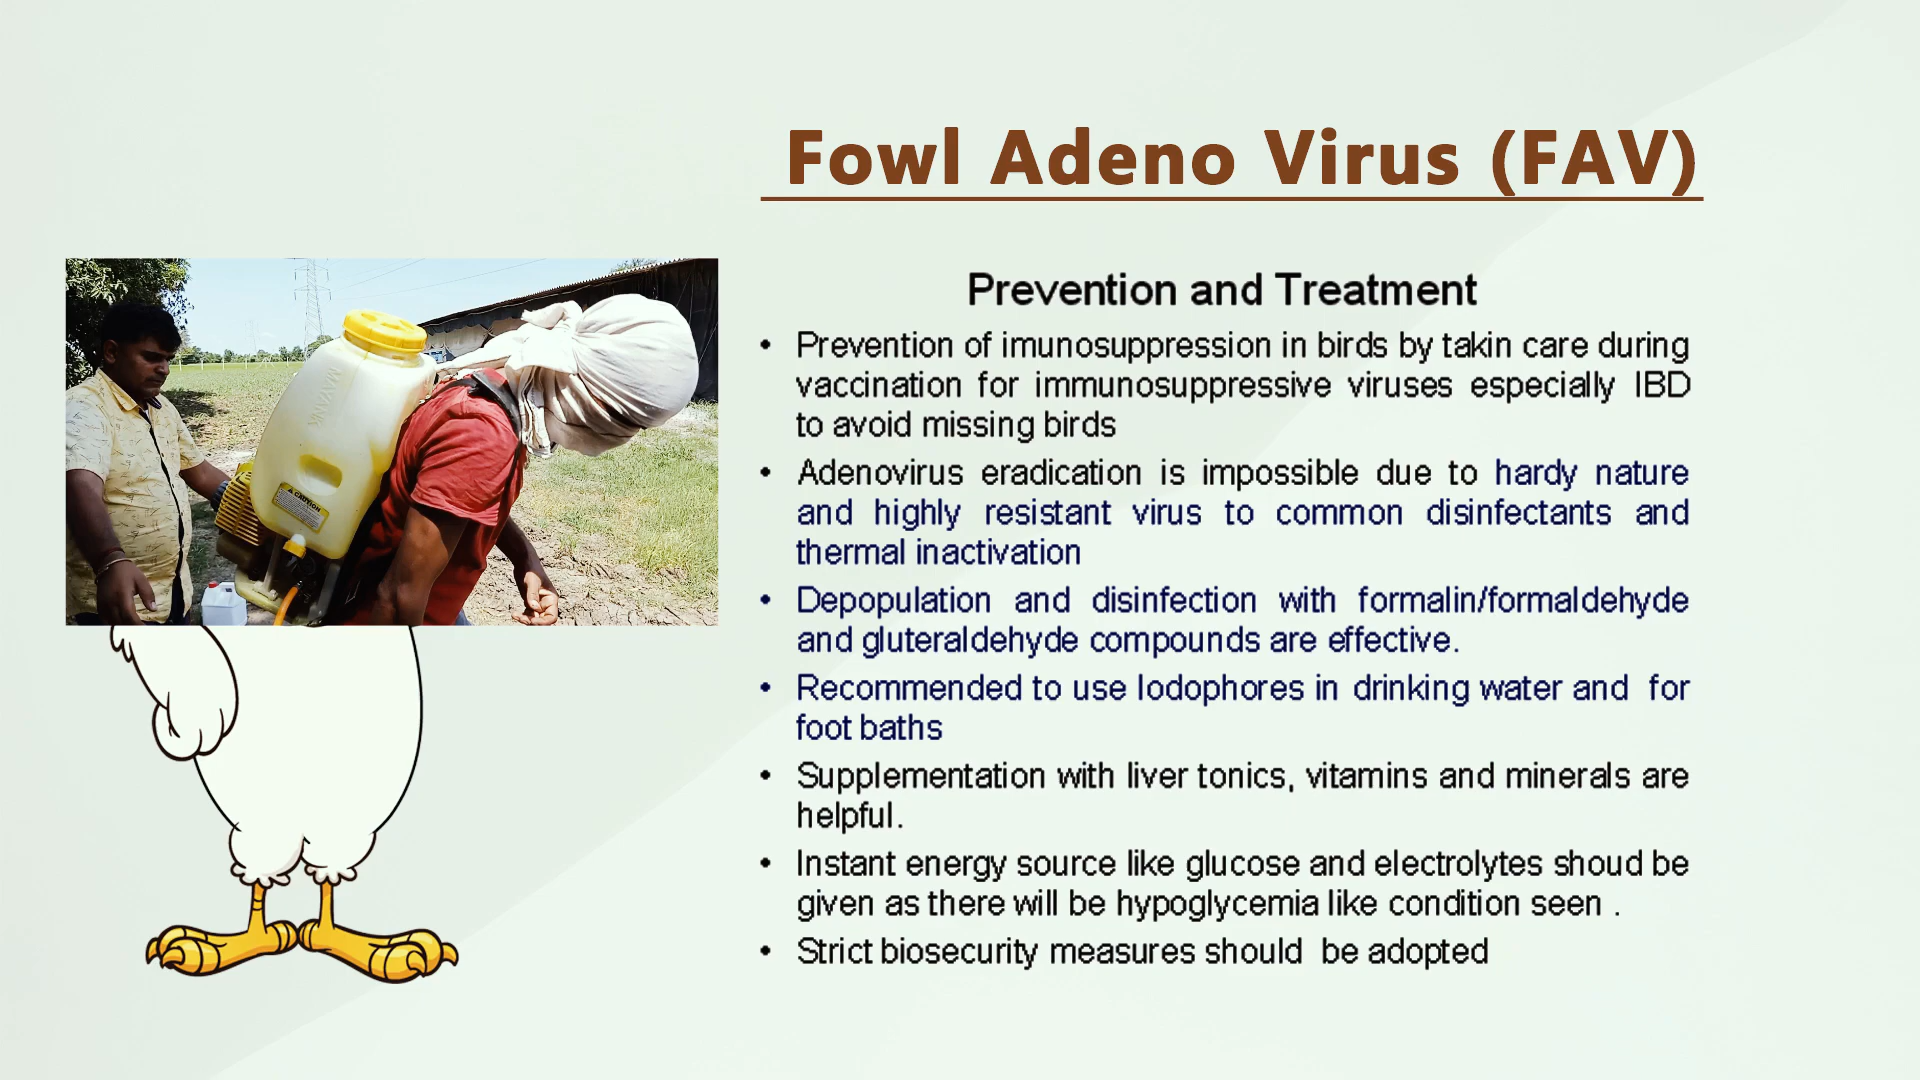 Fowl Adeno Virus (FAV)
Prevention and Treatment
• Prevention of imunosuppression in birds by takin care during
vaccination for immunosuppressive viruses especially IBD
to avoid missing birds
• Adenovirus eradication is impossible due to hardy nature
and highly resistant virus to common disinfectants and
thermal inactivation
• Depopulation and disinfection with formalin/formaldehyde
and gluteraldehyde compounds are effective.
• Recommended to use Iodophores in drinking water and for
foot baths
• Supplementation with liver tonics, vitamins and minerals are
helpful.
• Instant energy source like glucose and electrolytes shoud be
given as there will be hypoglycemia like condition seen .
• Strict biosecurity measures should be adopted
MAYANK
CAUTION